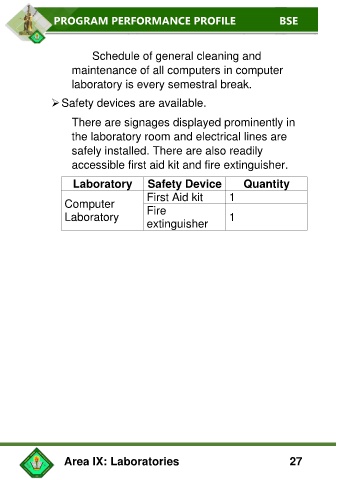 PROGRAM PERFORMANCE PROFILE BSE
Schedule of general cleaning and
maintenance of all computers in computer
laboratory is every semestral break.
➢ Safety devices are available.
There are signages displayed prominently in
the laboratory room and electrical lines are
safely installed. There are also readily
accessible first aid kit and fire extinguisher.
Laboratory Safety Device Quantity
Computer Laboratory First Aid kit 1
Fire extinguisher 1
Area IX: Laboratories 27